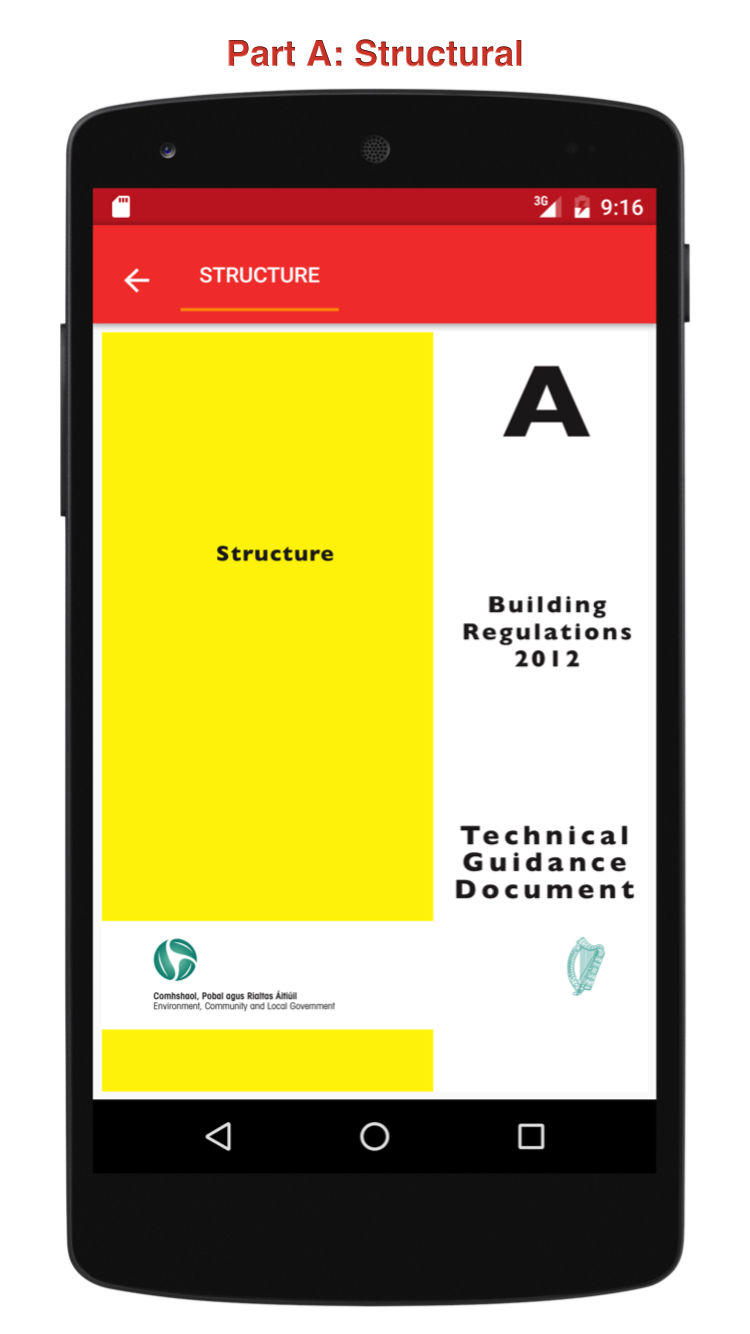 Part A: Structural
3G 9:16
STRUCTURE
A
Structure
Building
Regulations
2012
Technical
Guidance
Document
Comhshaol, Pobal agus Rialtas Áitiúil
Environment, Community and Local Government